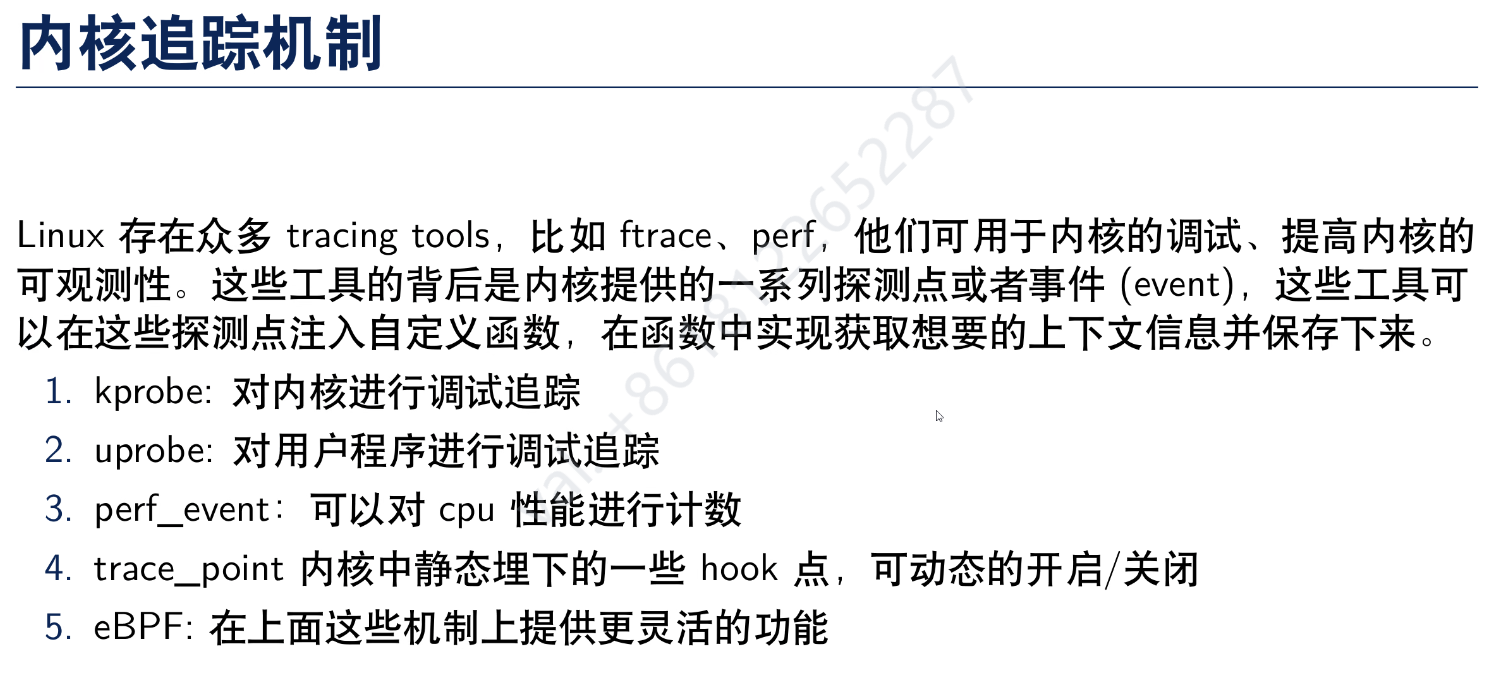 内核追踪机制
Linux 存在众多 tracing tools，比如 ftrace、perf，他们可用于内核的调试、提高内核的
可观测性。这些工具的背后是内核提供的一系列探测点或者事件 (event)，这些工具可
以在这些探测点注入自定义函数，在函数中实现获取想要的上下文信息并保存下来。
1. kprobe: 对内核进行调试追踪
2. uprobe: 对用户程序进行调试追踪
3. perf_event：可以对 cpu 性能进行计数
4. trace_point 内核中静态埋下的一些 hook 点，可动态的开启/关闭
5. eBPF: 在上面这些机制上提供更灵活的功能